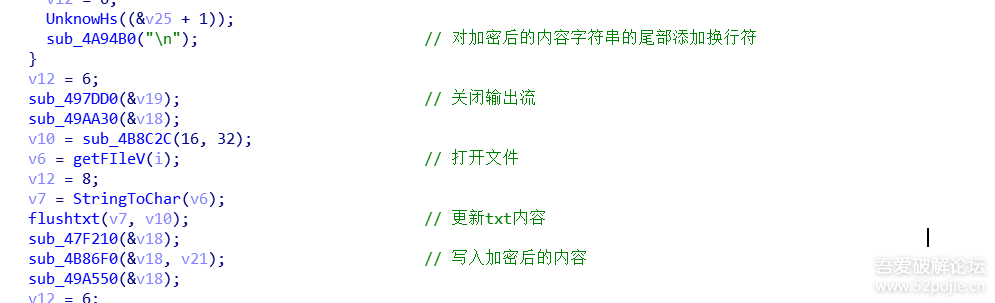 v12 = 6;
UnknowHs((&v25 + 1));
sub_4A94B0("\n"); // 对加密后的内容字符串的尾部添加换行符
}
v12 = 6;
sub_497DD0(&v19); // 关闭输出流
sub_49AA30(&v18);
v10 = sub_4B8C2C(16, 32);
v6 = getFIleV(i); // 打开文件
v12 = 8;
v7 = StringToChar(v6);
flushtxt(v7, v10); // 更新txt内容
sub_47F210(&v18);
sub_4B86F0(&v18, v21); // 写入加密后的内容
sub_49A550(&v18);
v12 = 6;
吾爱破解论坛
www.52pojie.cn